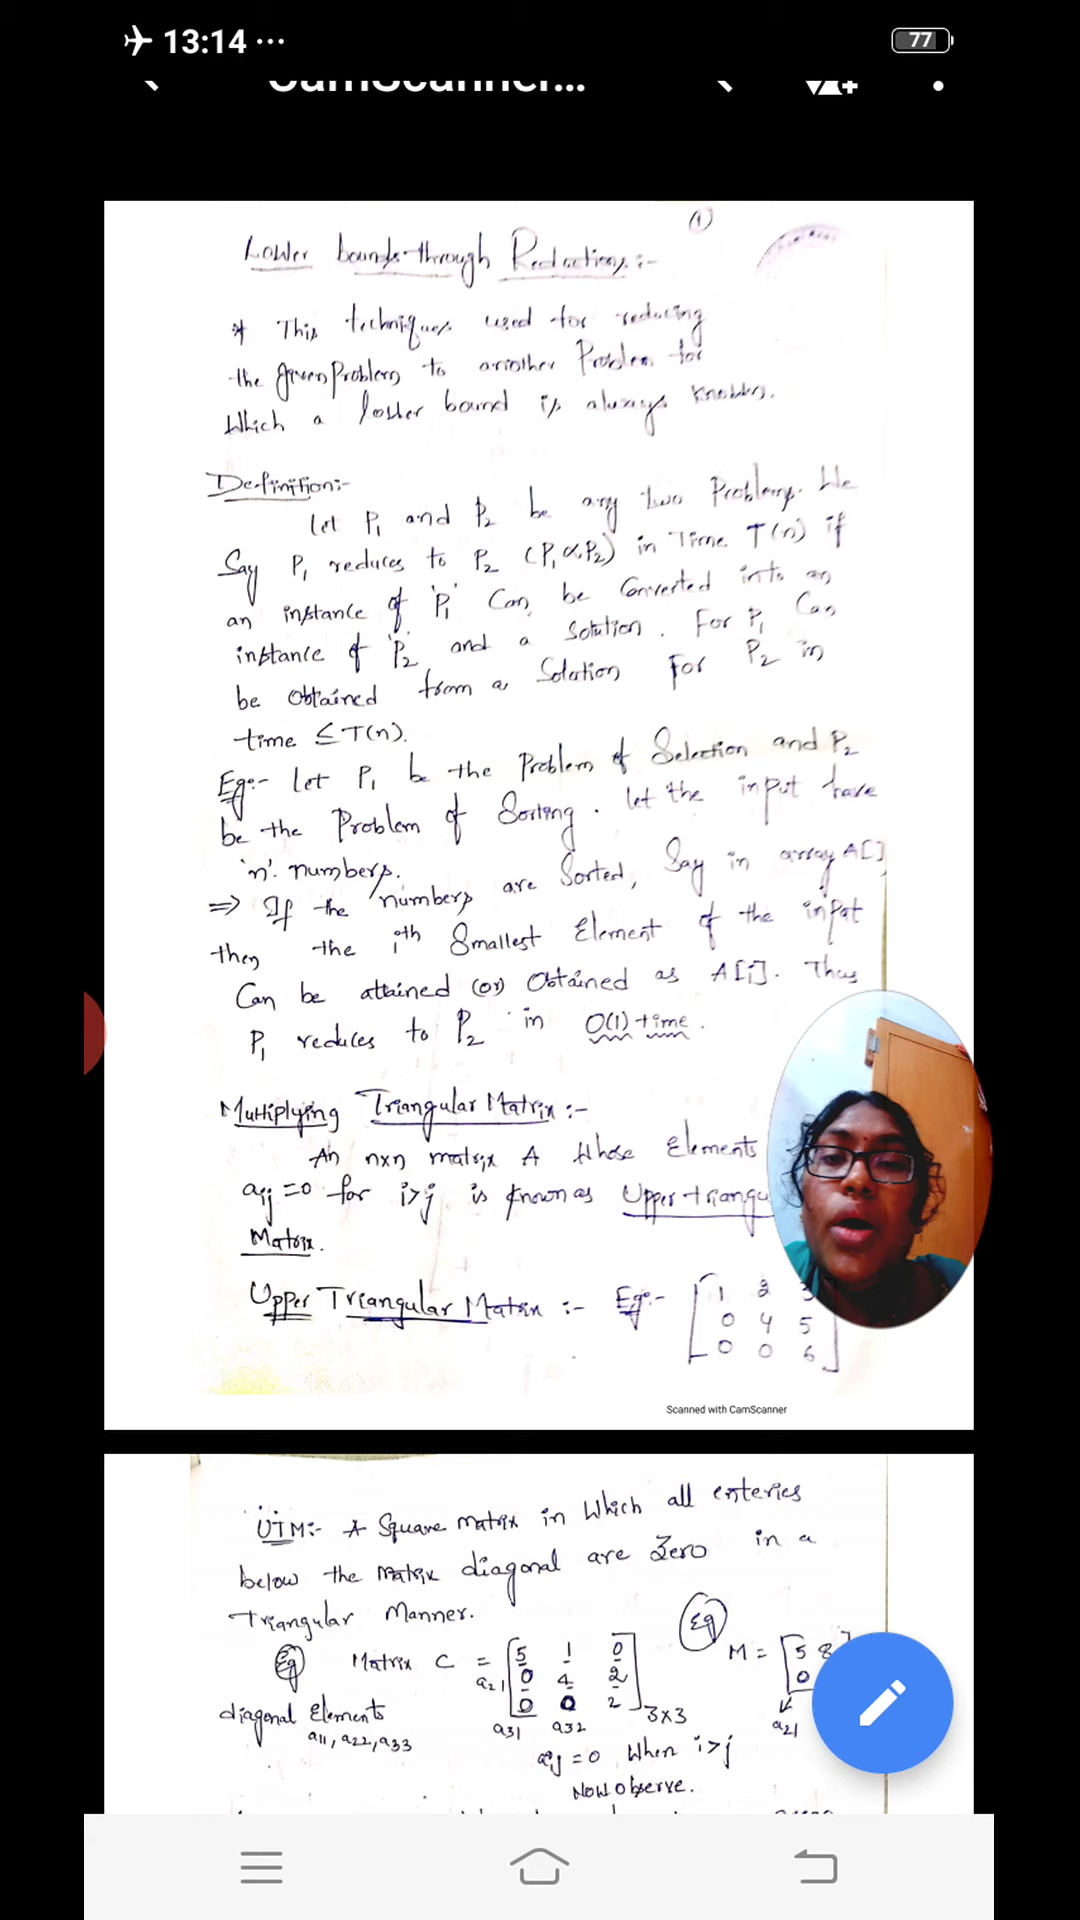 13:14 ...
77
CamScanner...
1
Lower bounds through Reductions:-
* This techniques used for reducing
the given Problem to another Problem for
Which a lower bound is always known.
Definition:-
Let P1 and P2 be any two Problems. We
Say P1 reduces to P2 (P1 ∝ P2) in Time T(n) if
an instance of 'P1' Can be Converted into an
instance of 'P2' and a Solution. For P1 Can
be Obtained from a Solution For P2 in
time ≤ T(n).
Eg:- Let P1 be the Problem of Selection and P2
be the Problem of Sorting. let the input have
'n' numbers.
=> If the numbers are Sorted, Say in array A[]
then the ith Smallest Element of the input
Can be attained (or) Obtained as A[i]. Thus
P1 reduces to P2 in O(1) time.
Multiplying Triangular Matrix:-
An nxn matrix A Whose Elements
aij =0 for i>j is known as Upper triangu
Matrix.
Upper Triangular Matrix :- Eg:- 1 2 3
0 4 5
0 0 6
Scanned with CamScanner
UTM:- A Square matrix in Which all enteries
below the Matrix diagonal are Zero in a
Triangular Manner.
Eg Matrix C = 5 1 0 Eg M = 5 8
a21 0 4 2 0
0 0 2 3x3
diagonal Elements a31 a32 a21
a11, a22, a33
aij = 0 When i>j
Now observe.